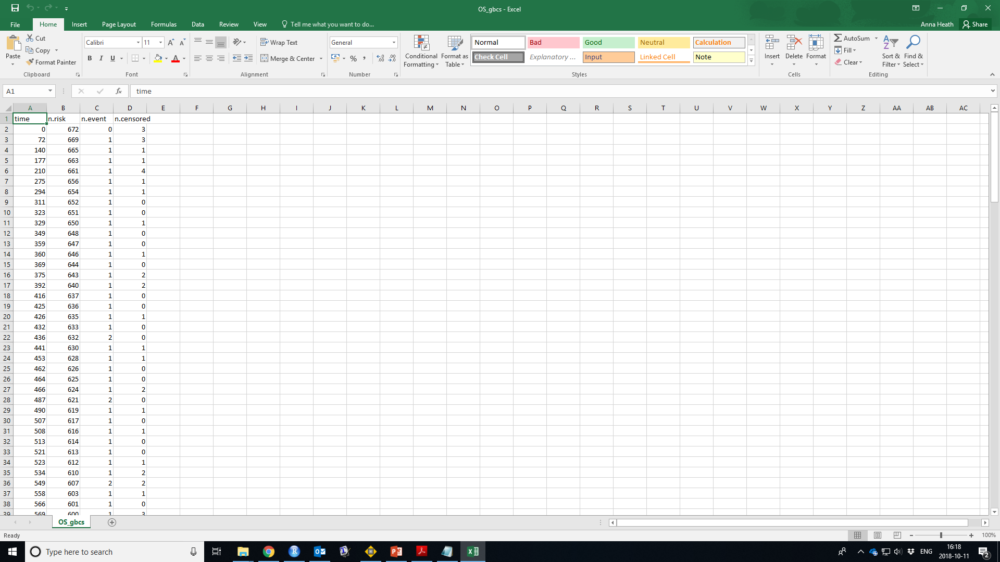 OS_gbcs - Excel
File Home Insert Page Layout Formulas Data Review View Tell me what you want to do... Anna Heath Share
Paste Cut Copy Format Painter Clipboard
Calibri 11 B I U A A A Font
Wrap Text Merge & Center Alignment
General % , .0 .00 Number
Conditional Formatting Format as Table
Normal Bad Good Neutral Calculation
Check Cell Explanatory ... Input Linked Cell Note
Styles
Insert Delete Format Cells
AutoSum Fill Clear Sort & Filter Find & Select Editing
A1 fx time
A B C D E F G H I J K L M N O P Q R S T U V W X Y Z AA AB AC
1 time n.risk n.event n.censored
2 0 672 0 3
3 72 669 1 3
4 140 665 1 1
5 177 663 1 1
6 210 661 1 4
7 275 656 1 1
8 294 654 1 1
9 311 652 1 0
10 323 651 1 0
11 329 650 1 1
12 349 648 1 0
13 359 647 1 0
14 360 646 1 1
15 369 644 1 0
16 375 643 1 2
17 392 640 1 2
18 416 637 1 0
19 425 636 1 0
20 426 635 1 1
21 432 633 1 0
22 436 632 2 0
23 441 630 1 1
24 453 628 1 1
25 462 626 1 0
26 464 625 1 0
27 466 624 1 2
28 487 621 2 0
29 490 619 1 1
30 507 617 1 0
31 508 616 1 1
32 513 614 1 0
33 521 613 1 0
34 523 612 1 1
35 534 610 1 2
36 549 607 2 2
37 558 603 1 1
38 566 601 1 0
39 569 600 1 3
OS_gbcs
Ready 100%
Type here to search ENG 16:18
2018-10-11 2